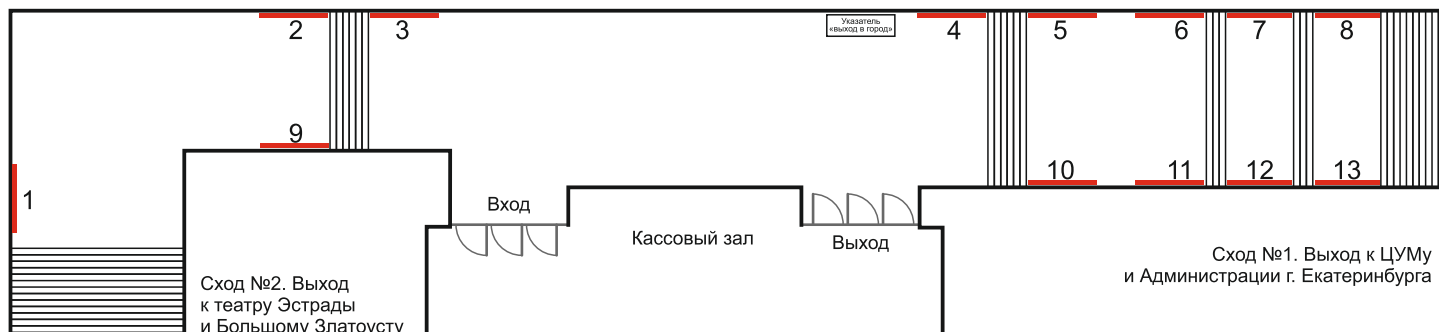 2
3
Указатель
«выход в город»
4
5
6
7
8
9
10
11
12
13
1
Вход
Кассовый зал
Выход
Сход №2. Выход
к театру Эстрады
и Большому Златоусту
Сход №1. Выход к ЦУМу
и Администрации г. Екатеринбурга